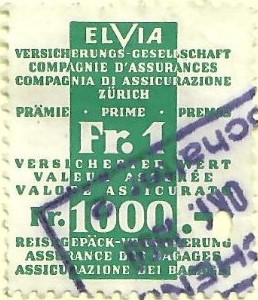 ELVIA
VERSICHERUNGS-GESELLSCHAFT
COMPAGNIE D'ASSURANCES
COMPAGNIA DI ASSICURAZIONE
ZÜRICH
PRÄMIE · PRIME · PREMIO
Fr. 1
VERSICHERTER WERT
VALEUR ASSURÉE
VALORE ASSICURATO
Fr. 1000.-
REISEGEPÄCK-VERSICHERUNG
ASSURANCE DES BAGAGES
ASSICURAZIONE DEI BAGAGLI
OKT.